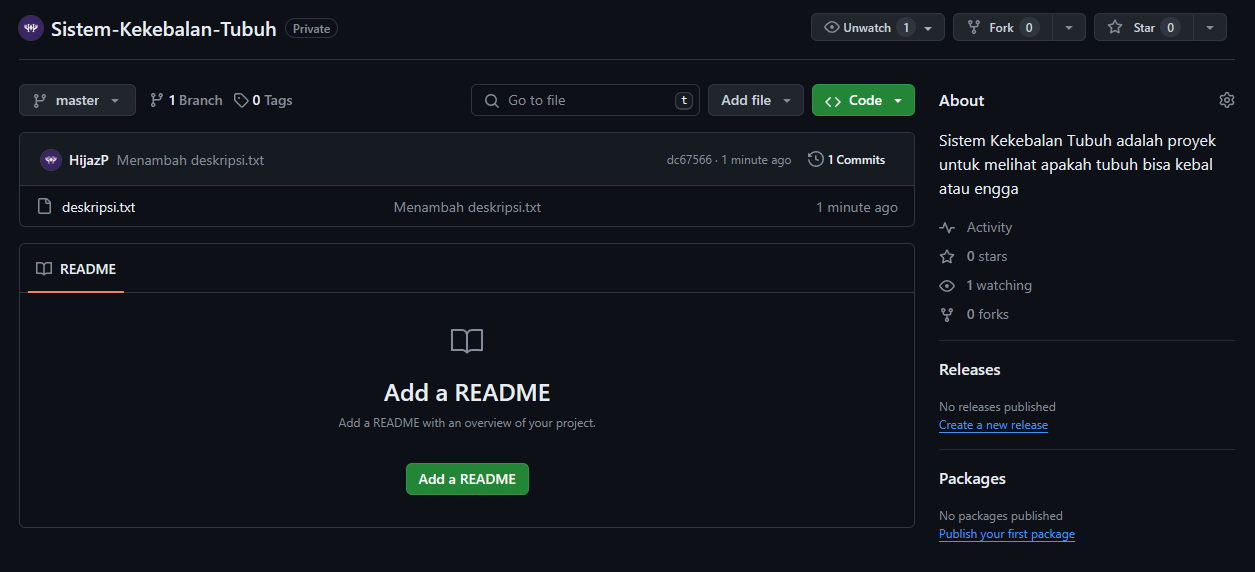 Sistem-Kekebalan-Tubuh Private
Unwatch 1 Fork 0 Star 0
master 1 Branch 0 Tags Go to file t Add file Code
HijazP Menambah deskripsi.txt dc67566 · 1 minute ago 1 Commits
deskripsi.txt Menambah deskripsi.txt 1 minute ago
README
Add a README
Add a README with an overview of your project.
Add a README
About
Sistem Kekebalan Tubuh adalah proyek
untuk melihat apakah tubuh bisa kebal
atau engga
Activity
0 stars
1 watching
0 forks
Releases
No releases published
Create a new release
Packages
No packages published
Publish your first package